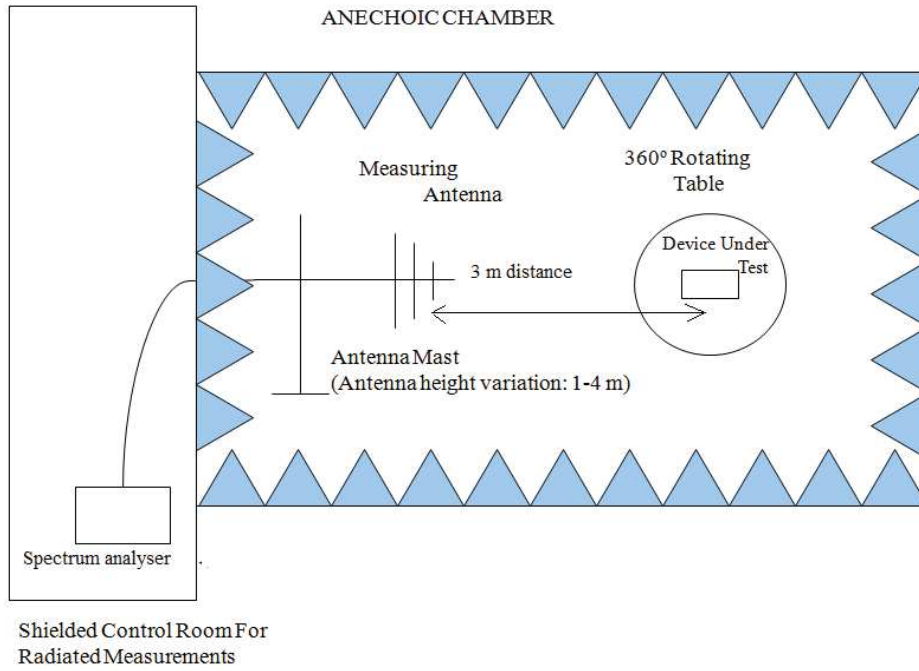 ANECHOIC CHAMBER
Measuring
Antenna
360º Rotating
Table
Device Under
Test
3 m distance
Antenna Mast
(Antenna height variation: 1-4 m)
Spectrum analyser
.
Shielded Control Room For
Radiated Measurements